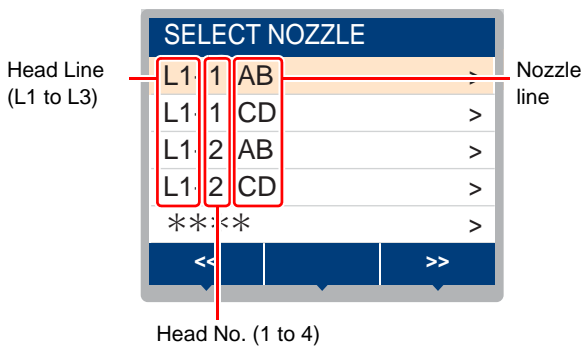 SELECT NOZZLE
Head Line
(L1 to L3)
Nozzle
line
L1-1 AB >
L1-1 CD >
L1-2 AB >
L1-2 CD >
**** >
<< >>
Head No. (1 to 4)